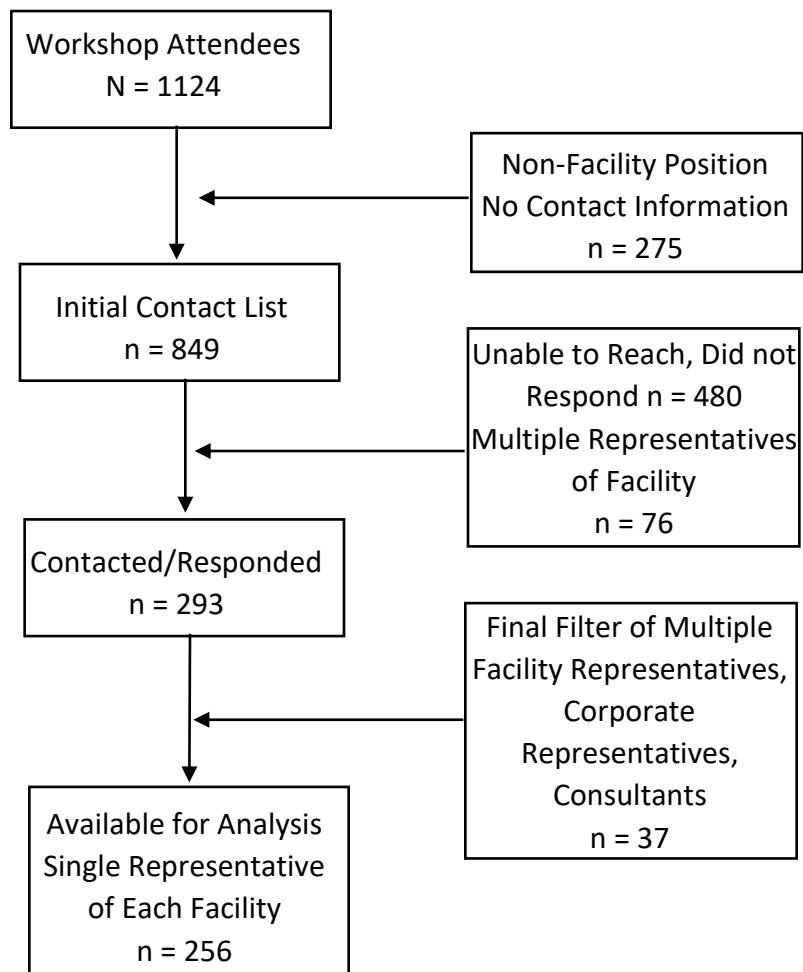 Workshop Attendees
N = 1124
Non-Facility Position
No Contact Information
n = 275
Initial Contact List
n = 849
Unable to Reach, Did not
Respond n = 480
Multiple Representatives
of Facility
n = 76
Contacted/Responded
n = 293
Final Filter of Multiple
Facility Representatives,
Corporate
Representatives,
Consultants
n = 37
Available for Analysis
Single Representative
of Each Facility
n = 256